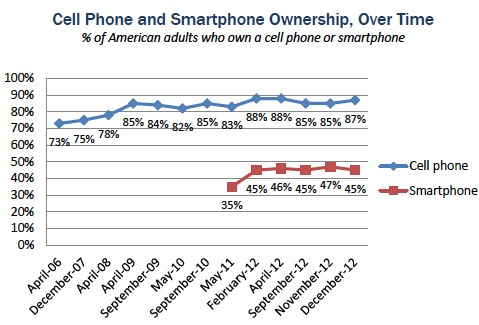 Cell Phone and Smartphone Ownership, Over Time
% of American adults who own a cell phone or smartphone
100%
90%
80%
70%
60%
50%
40%
30%
20%
10%
0%
73% 75% 78% 85% 84% 82% 85% 83% 88% 88% 85% 85% 87%
35% 45% 46% 45% 47% 45%
Cell phone
Smartphone
April-06
December-07
April-08
April-09
September-09
May-10
September-10
May-11
February-12
April-12
September-12
November-12
December-12